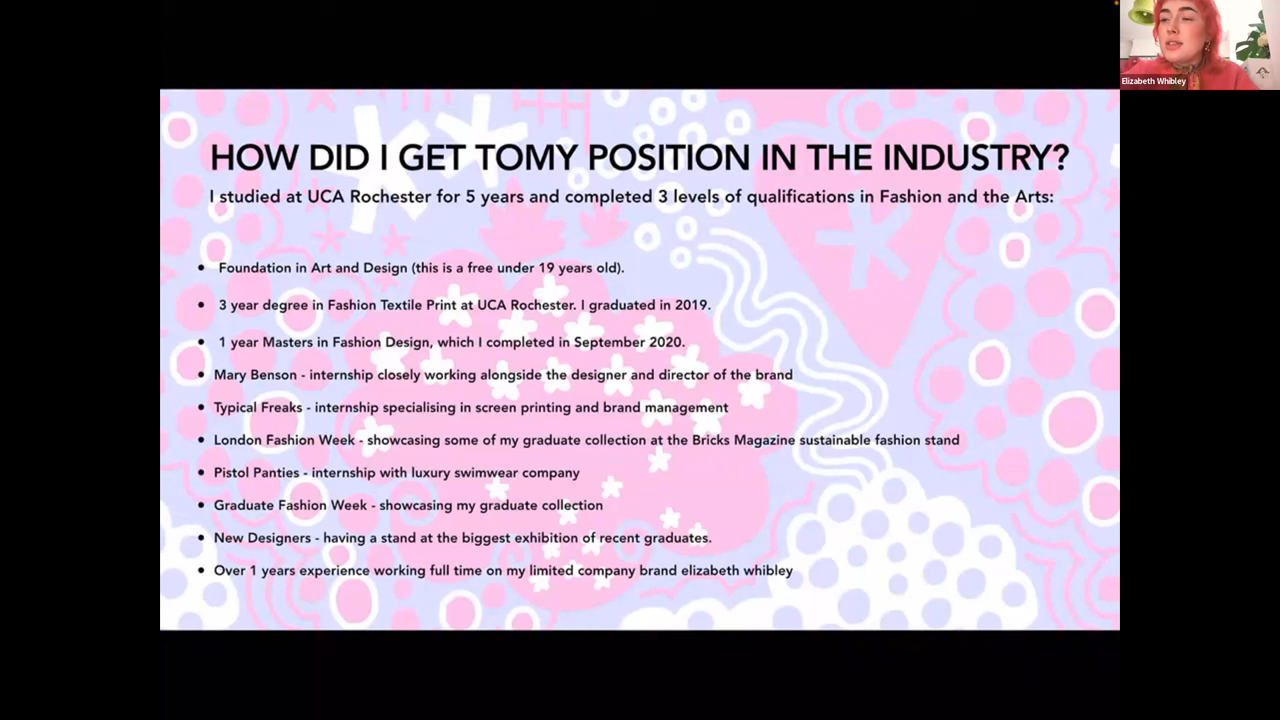 Elizabeth Whibley
HOW DID I GET TOMY POSITION IN THE INDUSTRY?
I studied at UCA Rochester for 5 years and completed 3 levels of qualifications in Fashion and the Arts:
• Foundation in Art and Design (this is a free under 19 years old).
• 3 year degree in Fashion Textile Print at UCA Rochester. I graduated in 2019.
• 1 year Masters in Fashion Design, which I completed in September 2020.
• Mary Benson - internship closely working alongside the designer and director of the brand
• Typical Freaks - internship specialising in screen printing and brand management
• London Fashion Week - showcasing some of my graduate collection at the Bricks Magazine sustainable fashion stand
• Pistol Panties - internship with luxury swimwear company
• Graduate Fashion Week - showcasing my graduate collection
• New Designers - having a stand at the biggest exhibition of recent graduates.
• Over 1 years experience working full time on my limited company brand elizabeth whibley